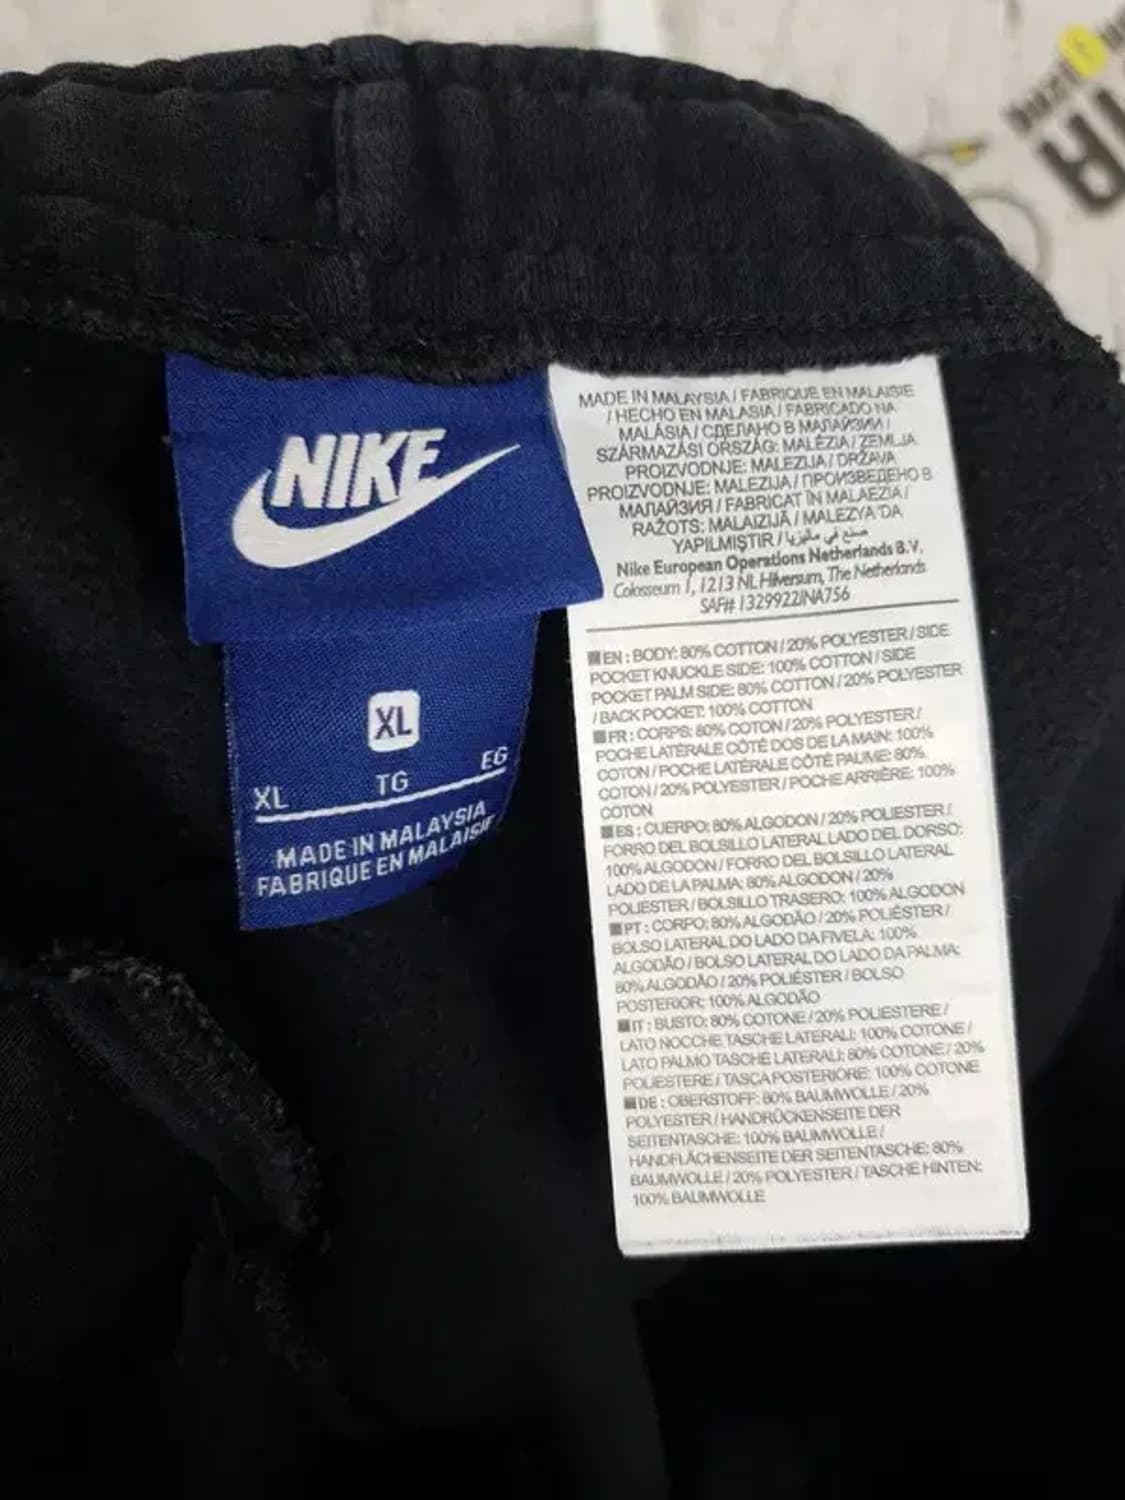 NIKE
XL
XL TG EG
MADE IN MALAYSIA
FABRIQUE EN MALAISIE
MADE IN MALAYSIA / FABRIQUE EN MALAISIE
/ HECHO EN MALASIA / FABRICADO NA
MALÁSIA / СДЕЛАНО В МАЛАЙЗИИ /
SZÁRMAZÁSI ORSZÁG: MALÉZIA / ZEMLJA
PROIZVODNJE: MALEZIJA / DRŽAVA
PROIZVODNJE: MALEZIJA / ПРОИЗВЕДЕНО В
МАЛАЙЗИЯ / FABRICAT ÎN MALAEZIA /
RAŽOTS: MALAIZIJĀ / MALEZYA'DA
YAPILMIŞTIR / صنع في ماليزيا
Nike European Operations Netherlands B.V.
Colosseum 1, 1213 NL Hilversum, The Netherlands
SAF# 1329922JNA756
EN : BODY: 80% COTTON / 20% POLYESTER / SIDE
POCKET KNUCKLE SIDE: 100% COTTON / SIDE
POCKET PALM SIDE: 80% COTTON / 20% POLYESTER
/ BACK POCKET: 100% COTTON
FR : CORPS: 80% COTON / 20% POLYESTER /
POCHE LATÉRALE CÔTÉ DOS DE LA MAIN: 100%
COTON / POCHE LATÉRALE CÔTÉ PAUME: 80%
COTON / 20% POLYESTER / POCHE ARRIÈRE: 100%
COTON
ES : CUERPO: 80% ALGODON / 20% POLIESTER /
FORRO DEL BOLSILLO LATERAL LADO DEL DORSO:
100% ALGODON / FORRO DEL BOLSILLO LATERAL
LADO DE LA PALMA: 80% ALGODON / 20%
POLIESTER / BOLSILLO TRASERO: 100% ALGODON
PT : CORPO: 80% ALGODÃO / 20% POLIÉSTER /
BOLSO LATERAL DO LADO DA FIVELA: 100%
ALGODÃO / BOLSO LATERAL DO LADO DA PALMA:
80% ALGODÃO / 20% POLIÉSTER / BOLSO
POSTERIOR: 100% ALGODÃO
IT : BUSTO: 80% COTONE / 20% POLIESTERE /
LATO NOCCHE TASCHE LATERALI: 100% COTONE /
LATO PALMO TASCHE LATERALI: 80% COTONE / 20%
POLIESTERE / TASCA POSTERIORE: 100% COTONE
DE : OBERSTOFF: 80% BAUMWOLLE / 20%
POLYESTER / HANDRÜCKENSEITE DER
SEITENTASCHE: 100% BAUMWOLLE /
HANDFLÄCHENSEITE DER SEITENTASCHE: 80%
BAUMWOLLE / 20% POLYESTER / TASCHE HINTEN:
100% BAUMWOLLE